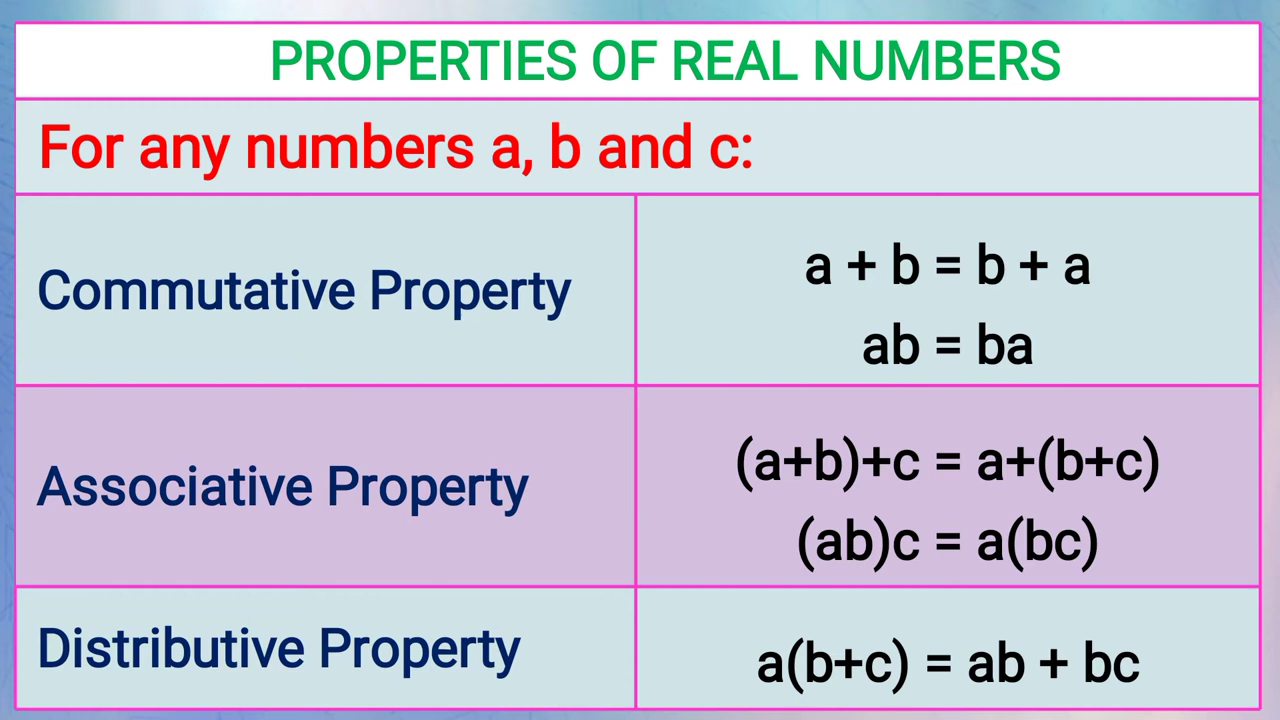 PROPERTIES OF REAL NUMBERS
For any numbers a, b and c:
Commutative Property
a + b = b + a
ab = ba
Associative Property
(a+b)+c = a+(b+c)
(ab)c = a(bc)
Distributive Property
a(b+c) = ab + bc